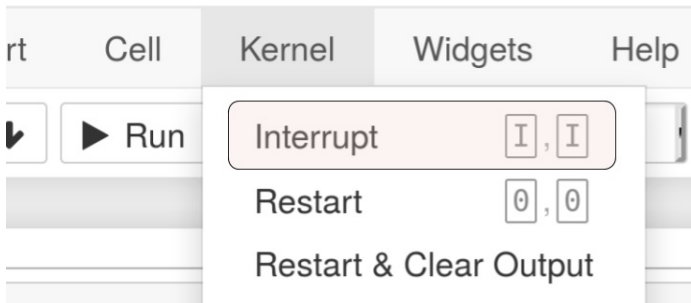 rt Cell Kernel Widgets Help
Run
Interrupt I, I
Restart 0, 0
Restart & Clear Output